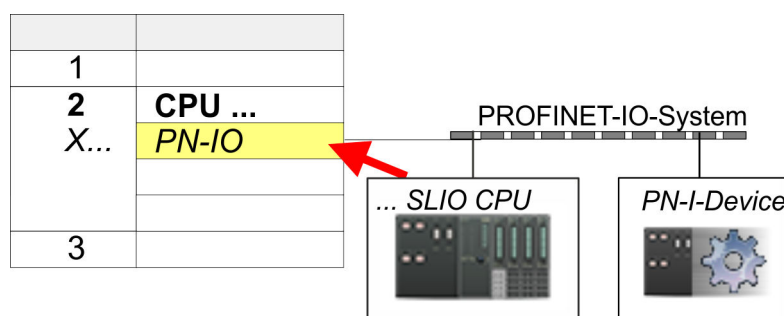 1
2 CPU ...
X... PN-IO
3
PROFINET-IO-System
... SLIO CPU
PN-I-Device